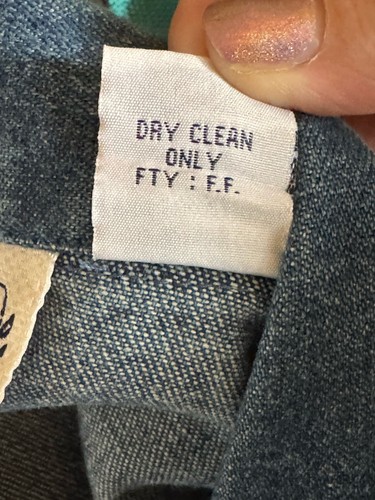 DRY CLEAN
ONLY
FTY : F.F.